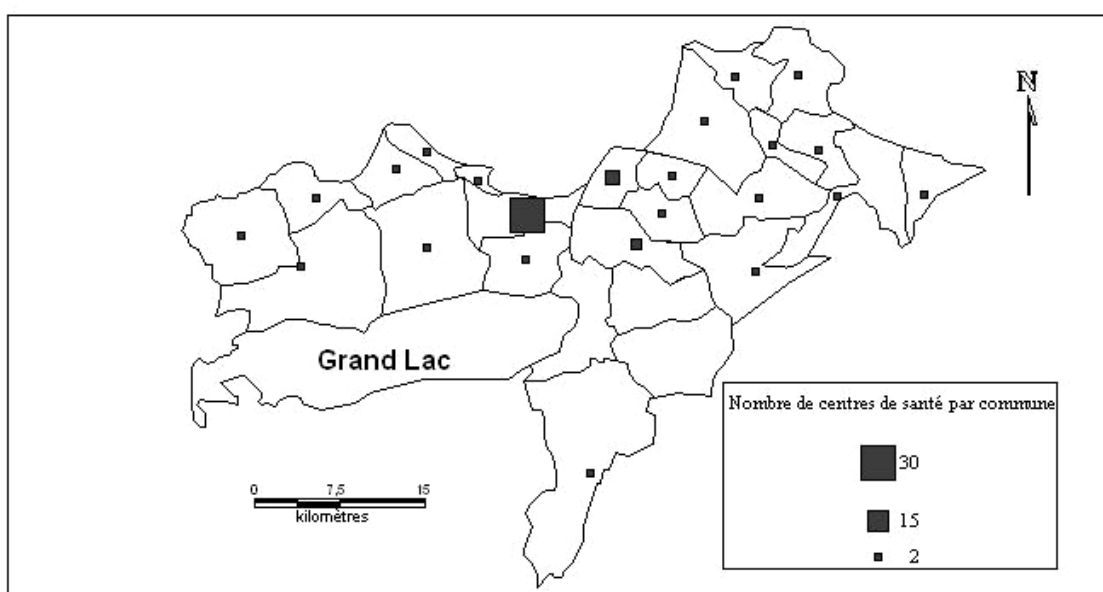 N
Grand Lac
Nombre de centres de santé par commune
30
15
2
0 7,5 15
kilomètres